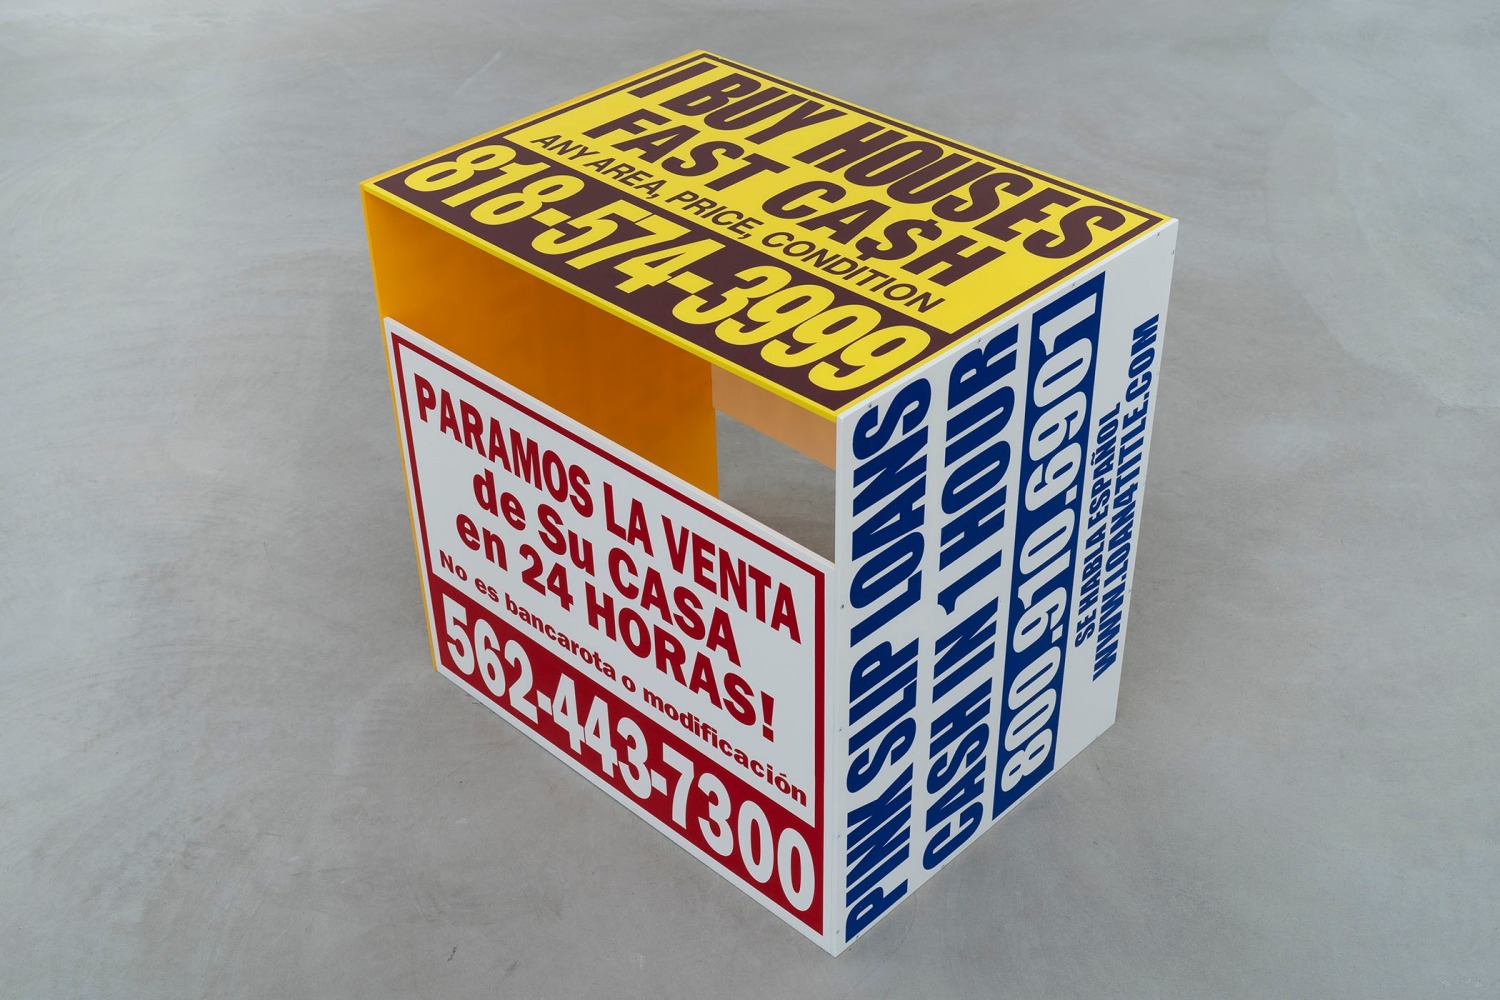 I BUY HOUSES
FAST CA$H
ANY AREA, PRICE, CONDITION
818-574-3999
PARAMOS LA VENTA
de Su CASA
en 24 HORAS!
No es bancarota o modificación
562-443-7300
PINK SLIP LOANS
CASH IN 1 HOUR
800.910.6901
SE HABLA ESPAÑOL
WWW.LOAN4TITLE.COM